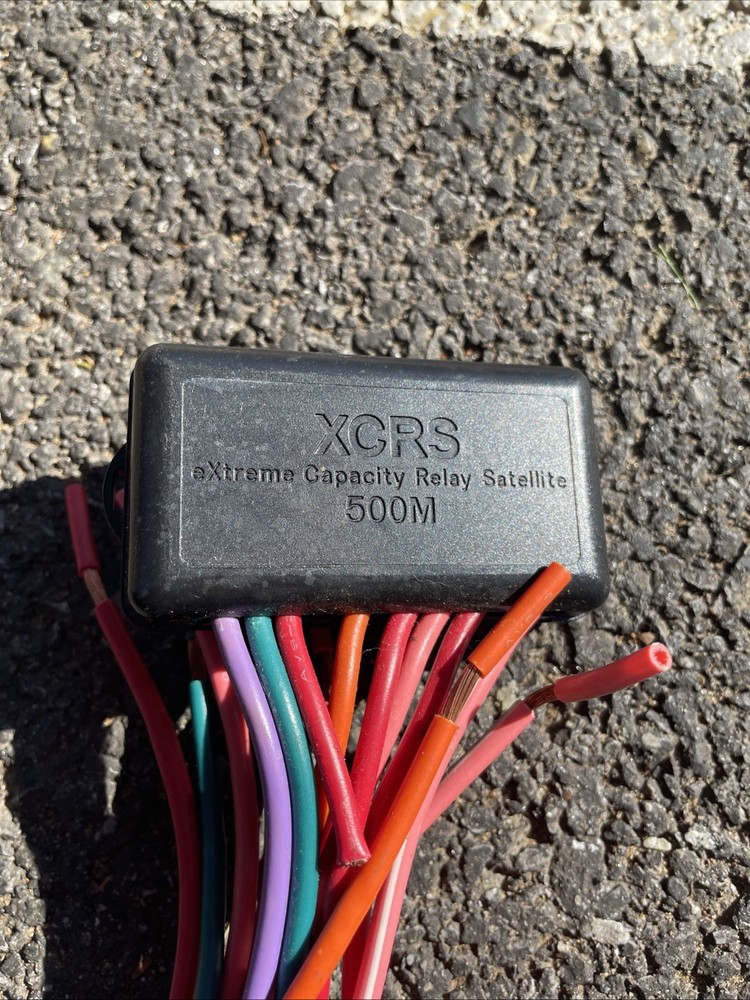 XCRS
eXtreme Capacity Relay Satellite
500M